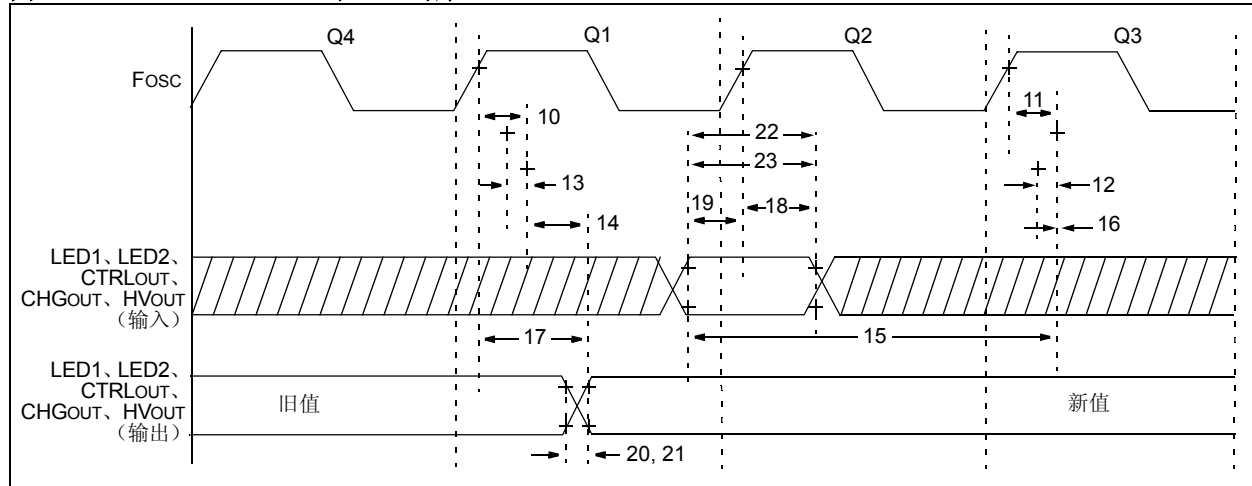 Q4
Q1
Q2
Q3
FOSC
10
11
22
23
13
12
19
18
14
16
LED1、LED2、
CTRLOUT、
CHGOUT、HVOUT
(输入)
17
15
LED1、LED2、
CTRLOUT、
CHGOUT、HVOUT
(输出)
旧值
新值
20, 21